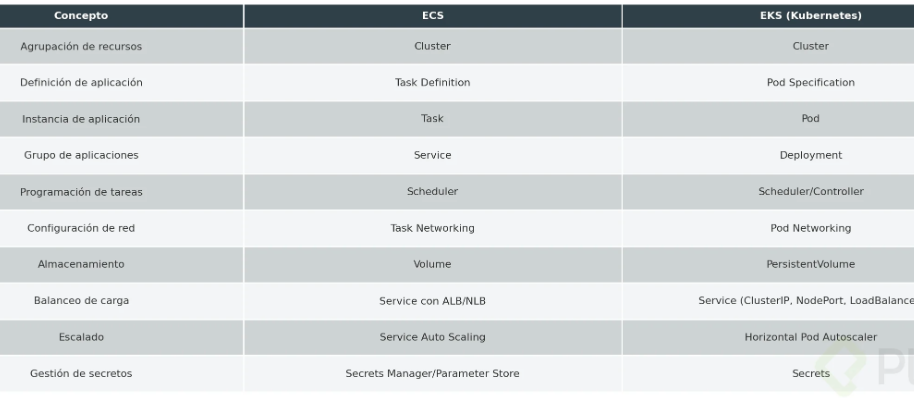 Concepto ECS EKS (Kubernetes)
Agrupación de recursos Cluster Cluster
Definición de aplicación Task Definition Pod Specification
Instancia de aplicación Task Pod
Grupo de aplicaciones Service Deployment
Programación de tareas Scheduler Scheduler/Controller
Configuración de red Task Networking Pod Networking
Almacenamiento Volume PersistentVolume
Balanceo de carga Service con ALB/NLB Service (ClusterIP, NodePort, LoadBalance
Escalado Service Auto Scaling Horizontal Pod Autoscaler
Gestión de secretos Secrets Manager/Parameter Store Secrets